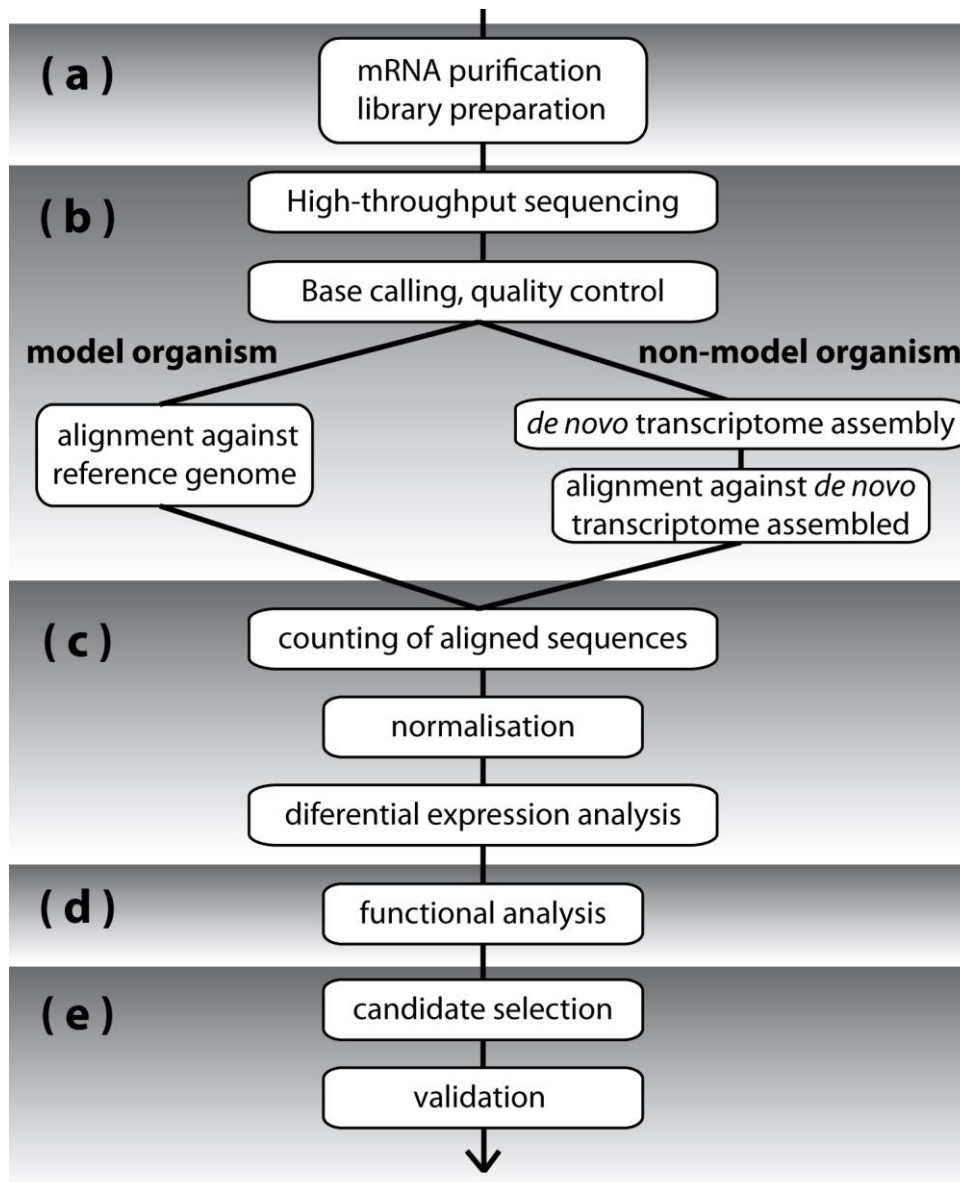 ( a )
mRNA purification
library preparation
( b )
High-throughput sequencing
Base calling, quality control
model organism
non-model organism
alignment against
reference genome
de novo transcriptome assembly
alignment against de novo
transcriptome assembled
( c )
counting of aligned sequences
normalisation
diferential expression analysis
( d )
functional analysis
( e )
candidate selection
validation